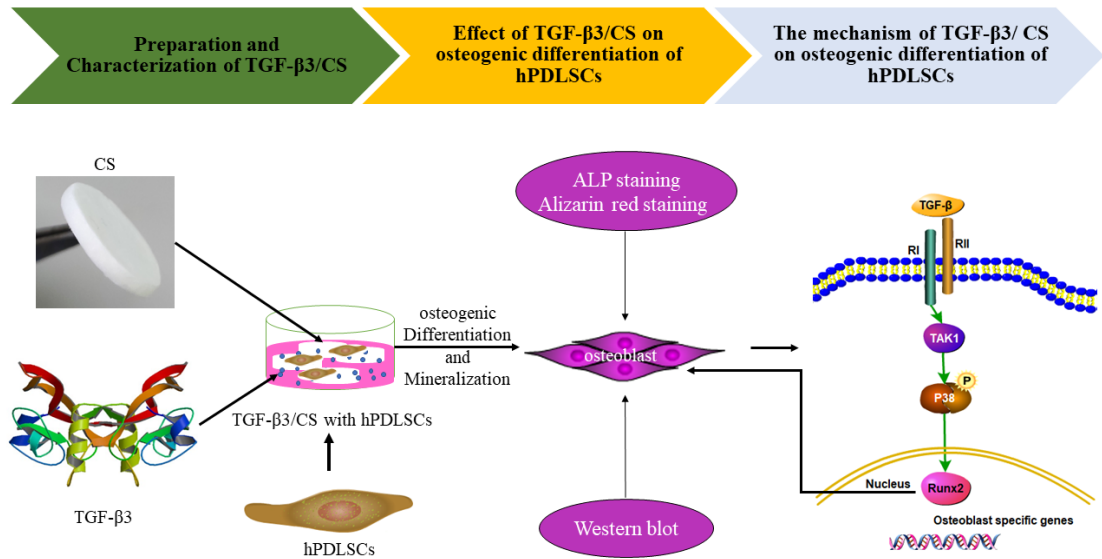 Preparation and
Characterization of TGF-β3/CS
Effect of TGF-β3/CS on
osteogenic differentiation of
hPDLSCs
The mechanism of TGF-β3/ CS
on osteogenic differentiation of
hPDLSCs
CS
ALP staining
Alizarin red staining
TGF-β
RI
RII
osteogenic
Differentiation
and
Mineralization
osteoblast
TAK1
P
P38
TGF-β3/CS with hPDLSCs
Nucleus
Runx2
TGF-β3
Western blot
Osteoblast specific genes
hPDLSCs